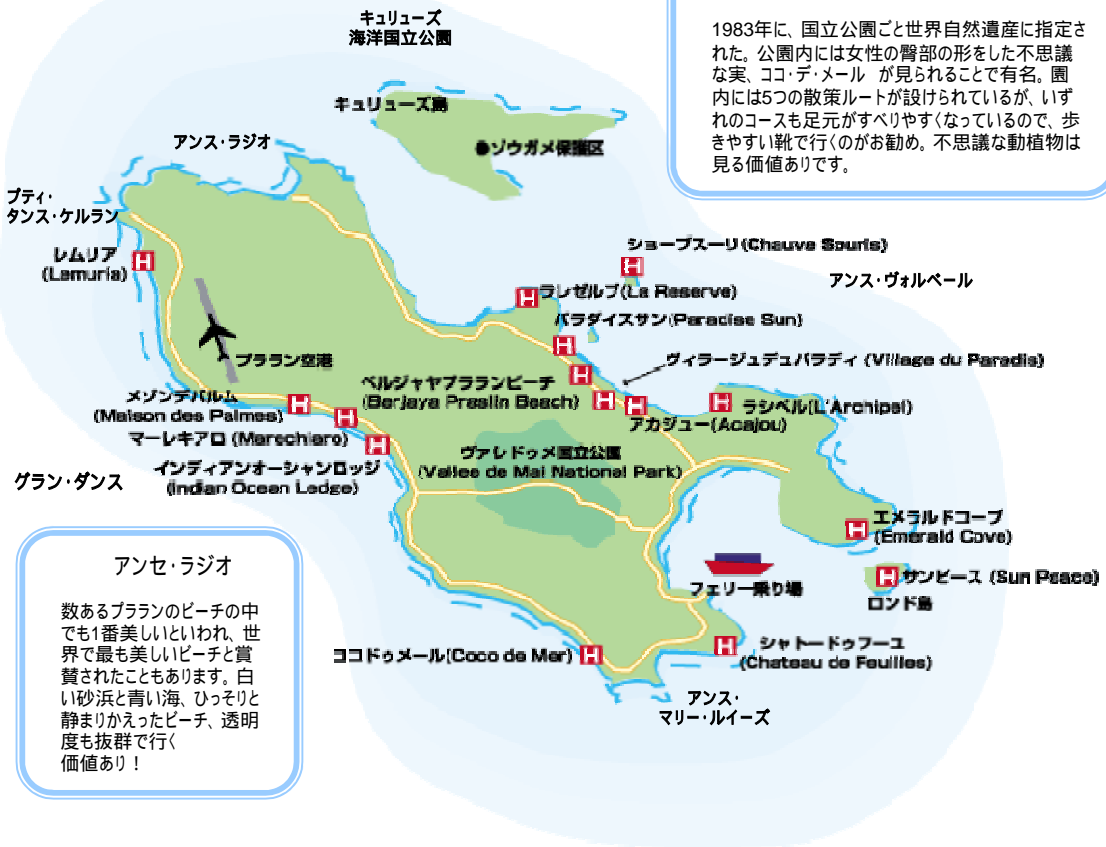 キュリューズ
海洋国立公園
1983年に、国立公園ごと世界自然遺産に指定さ
れた。公園内には女性の臀部の形をした不思議
な実、ココ・デ・メール が見られることで有名。園
内には5つの散策ルートが設けられているが、いず
れのコースも足元がすべりやすくなっているので、歩
きやすい靴で行くのがお勧め。不思議な動植物は
見る価値ありです。
キュリューズ島
アンス・ラジオ
●ゾウガメ保護区
プティ・
タンス・ケルラン
レムリア
(Lemuria)
H
ショーブスーリ(Chauve Souris)
H
アンス・ヴォルベール
H
ラレゼルブ(La Reserve)
パラダイスサン(Paradise Sun)
H
プララン空港
ヴィラージュデュパラディ (Village du Paradis)
ベルジャヤプラランビーチ
(Berjaya Praslin Beach)
H
H
H
アカジュー(Acajou)
H
ラシペル(L'Archipel)
メゾンデパルム
(Maison des Palmes)
H
マーレキアロ (Marechiaro)
H
インディアンオーシャンロッジ
(Indian Ocean Lodge)
H
ヴァレドゥメ国立公園
(Vallee de Mai National Park)
グラン・ダンス
H
エメラルドコーブ
(Emerald Cove)
H
サンピース (Sun Peace)
ロンド島
フェリー乗り場
アンセ・ラジオ
数あるプラランのビーチの中
でも1番美しいといわれ、世
界で最も美しいビーチと賞
賛されたこともあります。白
い砂浜と青い海、ひっそりと
静まりかえったビーチ、透明
度も抜群で行く
価値あり！
ココドゥメール(Coco de Mer)
H
H
シャトードゥフーユ
(Chateau de Feuilles)
アンス・
マリー・ルイーズ